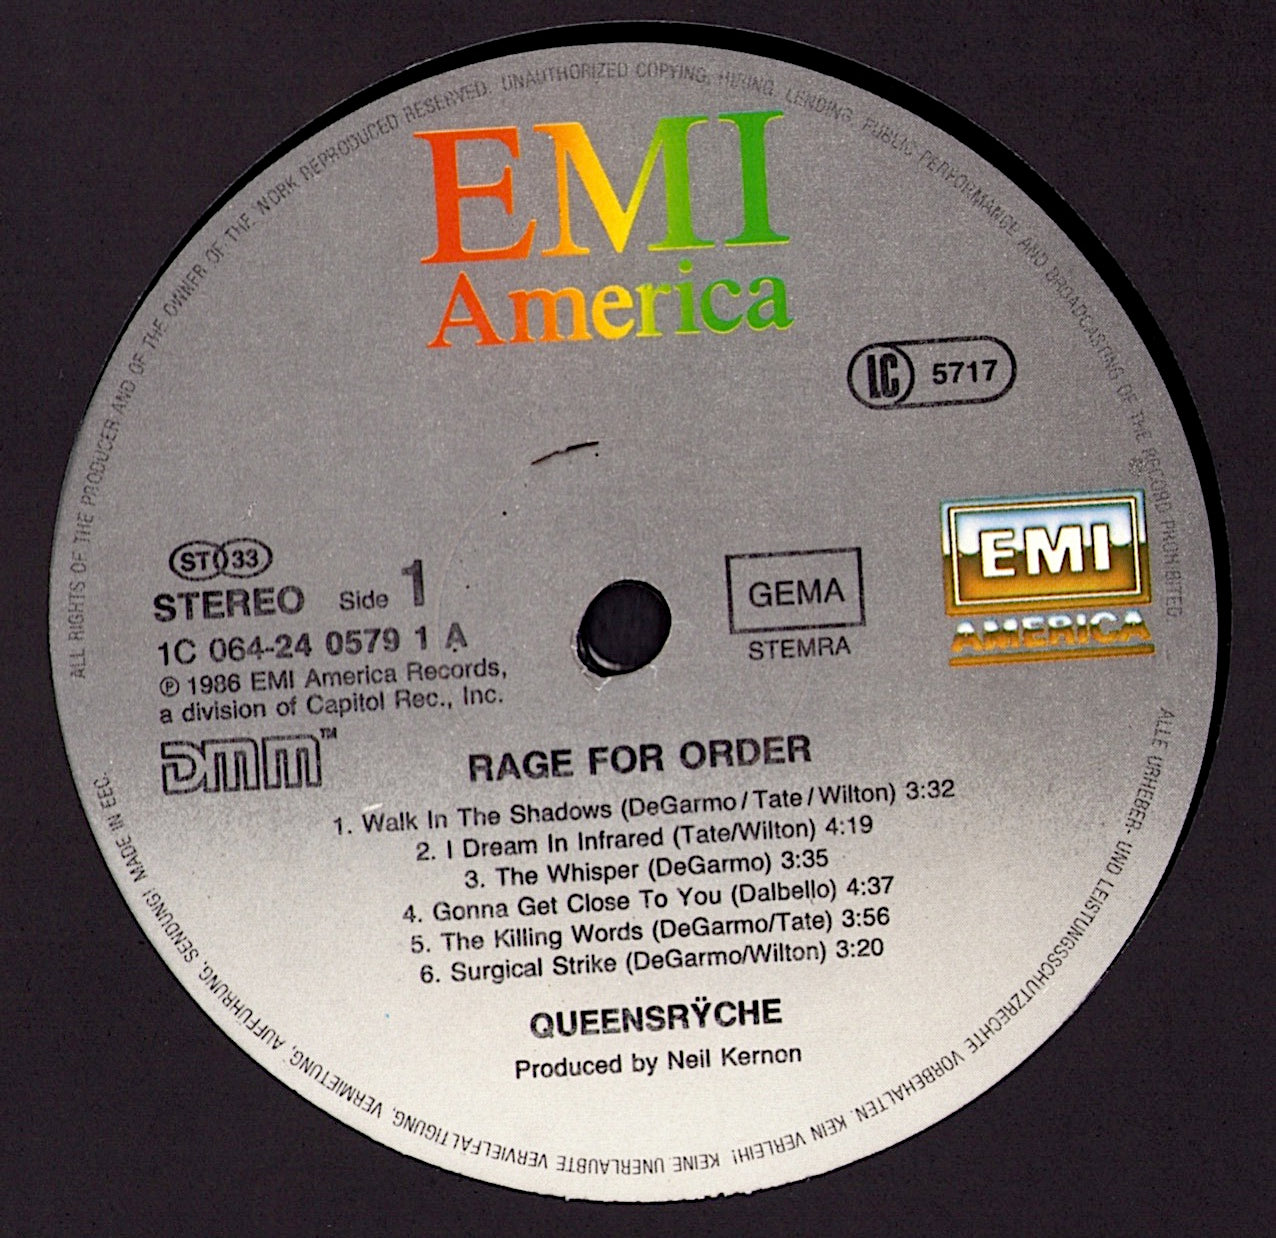 ALL RIGHTS OF THE PRODUCER AND OF THE OWNER OF THE WORK REPRODUCED RESERVED. UNAUTHORIZED COPYING, HIRING, LENDING, PUBLIC PERFORMANCE AND BROADCASTING OF THE RECORD PROHIBITED
EMI
America
LC 5717
EMI
AMERICA
ST 33
STEREO Side 1
1C 064-24 0579 1 A
℗ 1986 EMI America Records,
a division of Capitol Rec., Inc.
DMM™
GEMA
STEMRA
RAGE FOR ORDER
1. Walk In The Shadows (DeGarmo/Tate/Wilton) 3:32
2. I Dream In Infrared (Tate/Wilton) 4:19
3. The Whisper (DeGarmo) 3:35
4. Gonna Get Close To You (Dalbello) 4:37
5. The Killing Words (DeGarmo/Tate) 3:56
6. Surgical Strike (DeGarmo/Wilton) 3:20
QUEENSRŸCHE
Produced by Neil Kernon
ALLE URHEBER- UND LEISTUNGSSCHUTZRECHTE VORBEHALTEN. KEIN VERLEIH! KEINE UNERLAUBTE VERVIELFALTIGUNG, VERMIETUNG, AUFFUHRUNG, SENDUNG! MADE IN EEC.